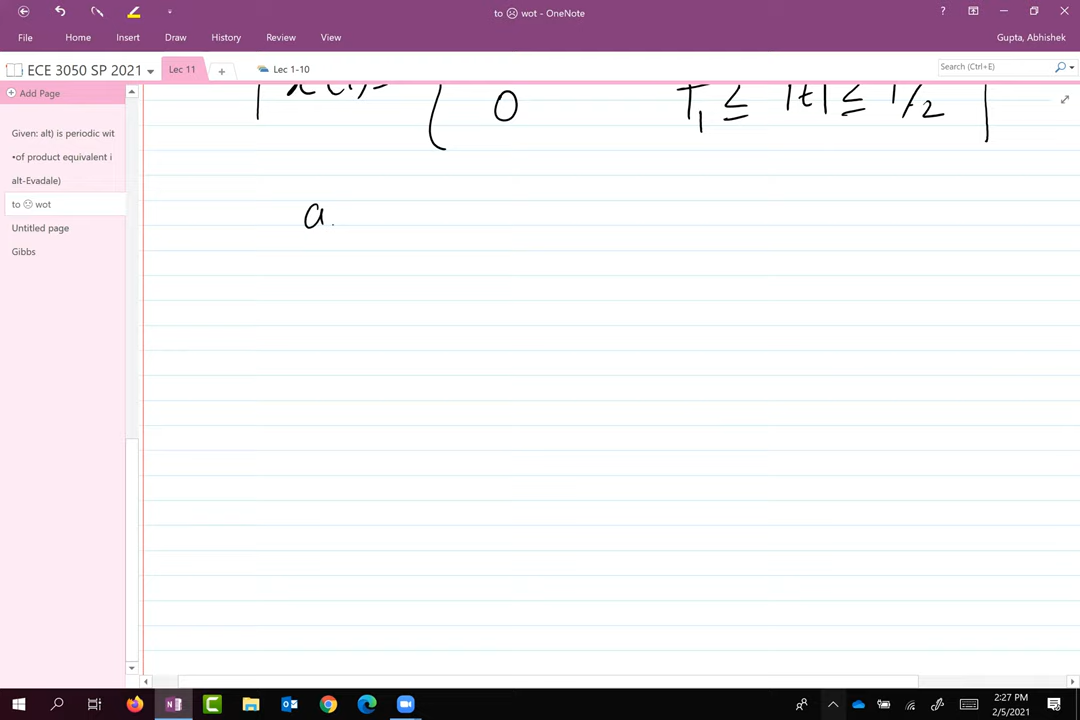 to ☹ wot - OneNote
?
File Home Insert Draw History Review View
Gupta, Abhishek
ECE 3050 SP 2021
Lec 11
+
Lec 1-10
Search (Ctrl+E)
Add Page
Given: alt) is periodic wit
•of product equivalent i
alt-Evadale)
to ☹ wot
Untitled page
Gibbs
0 T₁ ≤ |t| ≤ 1/2
a.
2:27 PM
2/5/2021